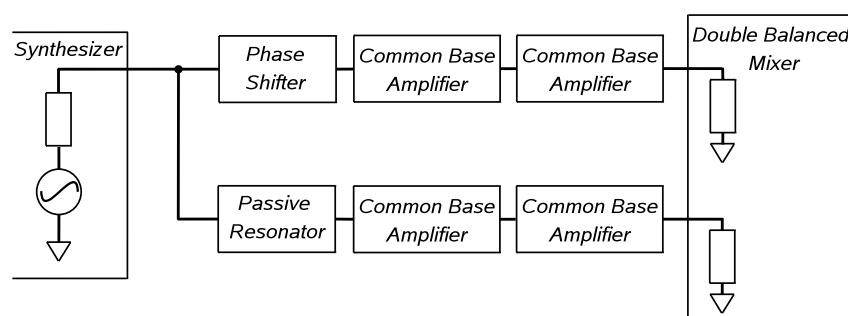 Synthesizer
Phase
Shifter
Common Base
Amplifier
Common Base
Amplifier
Double Balanced
Mixer
Passive
Resonator
Common Base
Amplifier
Common Base
Amplifier